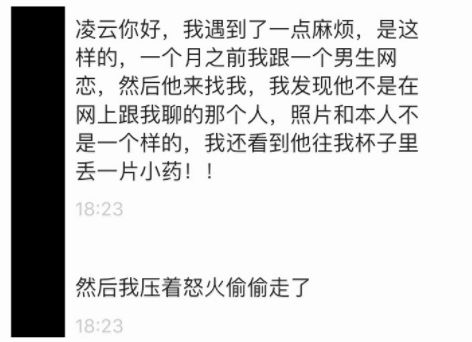 凌云你好，我遇到了一点麻烦，是这
样的，一个月之前我跟一个男生网
恋，然后他来找我，我发现他不是在
网上跟我聊的那个人，照片和本人不
是一个样的，我还看到他往我杯子里
丢一片小药！！
18:23
然后我压着怒火偷偷走了
18:23